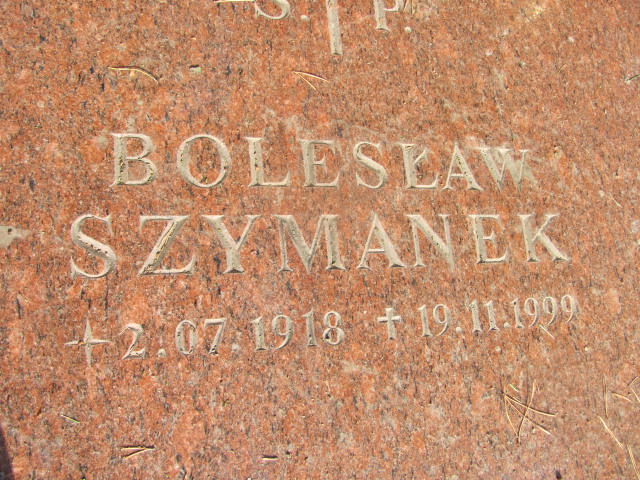 S P
BOLESŁAW
SZYMANEK
2.07.1918 ✝ 19.11.1999